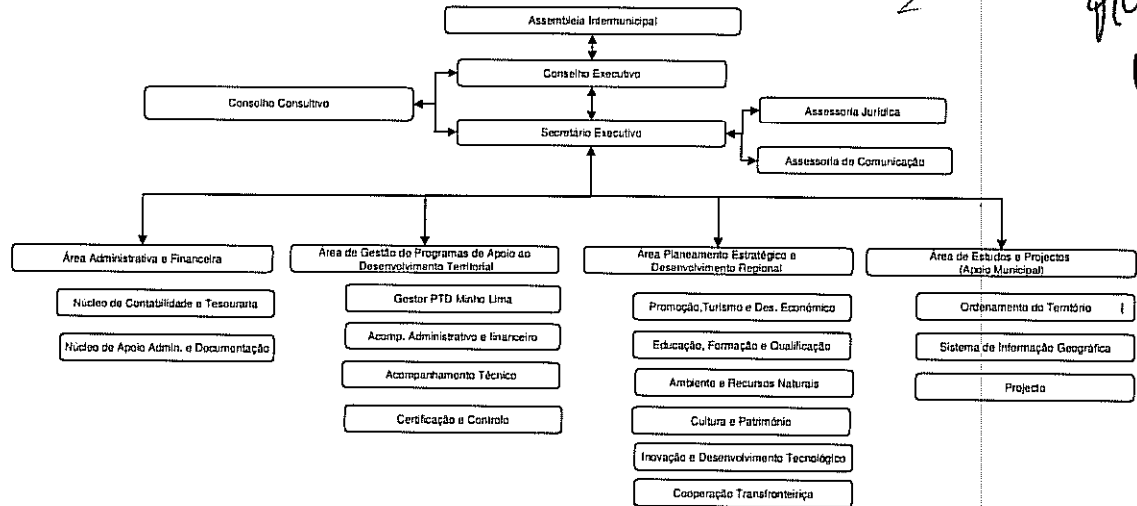 Assembleia Intermunicipal
Conselho Executivo
Conselho Consultivo
Secretário Executivo
Assessoria Jurídica
Assessoria de Comunicação
Área Administrativa e Financeira
Núcleo de Contabilidade e Tesouraria
Núcleo de Apoio Admin. e Documentação
Área de Gestão de Programas de Apoio ao
Desenvolvimento Territorial
Gestor PTD Minho Lima
Acomp. Administrativo e financeiro
Acompanhamento Técnico
Certificação e Controlo
Área Planeamento Estratégico e
Desenvolvimento Regional
Promoção,Turismo e Des. Económico
Educação, Formação e Qualificação
Ambiente e Recursos Naturais
Cultura e Património
Inovação e Desenvolvimento Tecnológico
Cooperação Transfronteiriça
Área de Estudos e Projectos
(Apoio Municipal)
Ordenamento do Território
Sistema de Informação Geográfica
Projecto